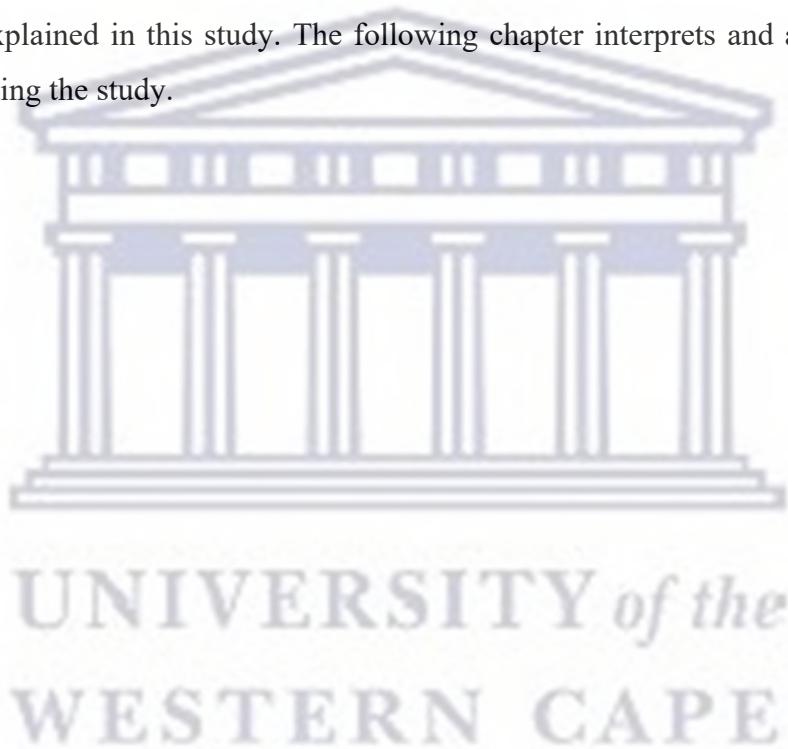 xplained in this study. The following chapter interprets and a
ing the study.
UNIVERSITY of the
WESTERN CAPE